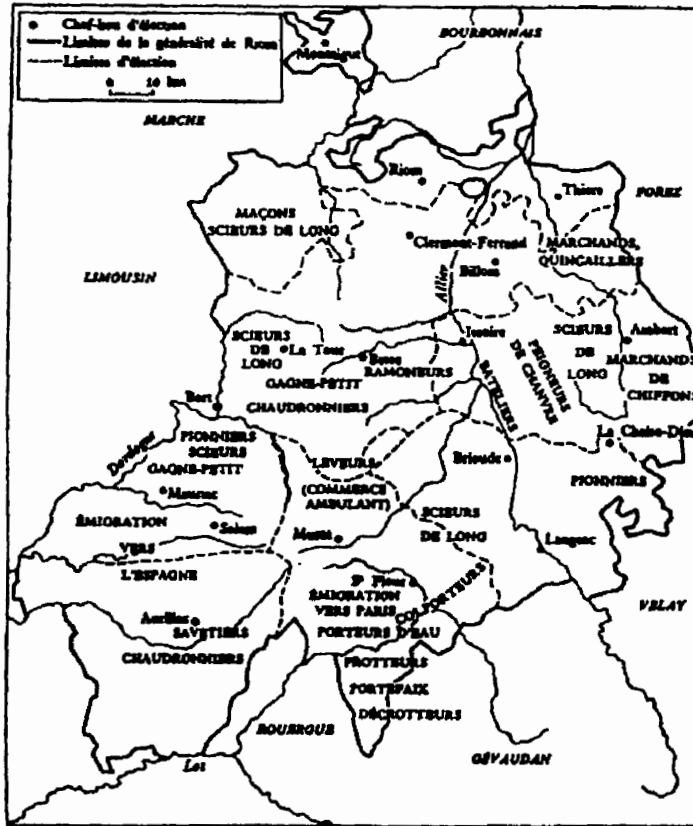 Chef-lieu d'élection
Limites de la généralité de Riom
Limites d'élection
0 10 km
BOURBONNAIS
Montaigut
MARCHE
Riom
Thiers
FOREZ
MAÇONS
SCIEURS DE LONG
Clermont-Ferrand
MARCHANDS,
QUINCAILLERS
Billom
LIMOUSIN
Allier
SCIEURS
DE
LONG
La Tour
Besse
RAMONEURS
Issoire
PEIGNEURS
DE CHANVRE
SCIEURS
DE
LONG
Ambert
MARCHANDS
DE
CHIFFONS
GAGNE-PETIT
CHAUDRONNIERS
BATELIERS
Bort
Dordogne
PIONNIERS
SCIEURS
GAGNE-PETIT
Mauriac
LEVEURS
(COMMERCE
AMBULANT)
Brioude
La Chaise-Dieu
PIONNIERS
ÉMIGRATION
VERS
L'ESPAGNE
Salers
Murat
SCIEURS
DE LONG
Langeac
St Flour
ÉMIGRATION
VERS PARIS
COLPORTEURS
VELAY
Aurillac
SAVETIERS
CHAUDRONNIERS
PORTEURS D'EAU
FROTTEURS
PORTEFAIX
DÉCROTTEURS
ROUERGUE
GÉVAUDAN
Lot